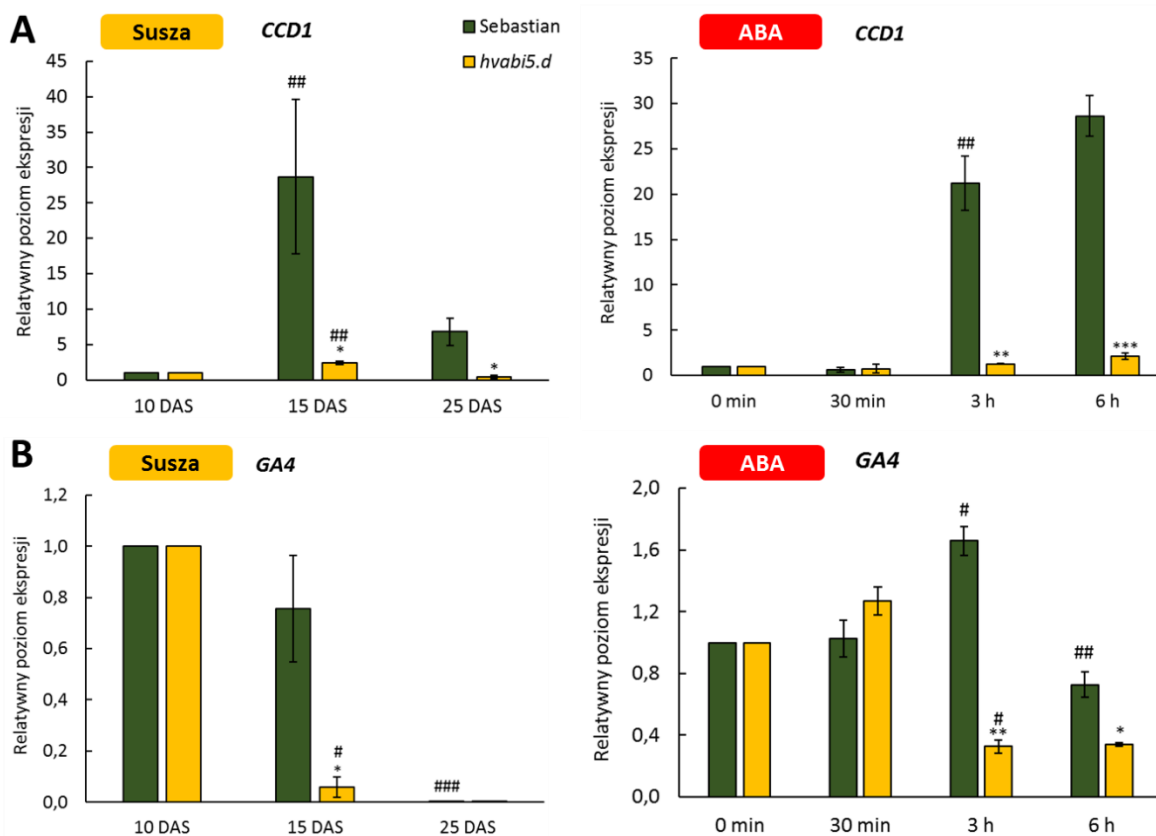 A
Susza
CCD1
Sebastian
hvabi5.d
Relatywny poziom ekspresji
45
40
35
30
25
20
15
10
5
0
##
##
*
*
10 DAS
15 DAS
25 DAS
ABA
CCD1
Relatywny poziom ekspresji
35
30
25
20
15
10
5
0
##
**
***
0 min
30 min
3 h
6 h
B
Susza
GA4
Relatywny poziom ekspresji
1,2
1,0
0,8
0,6
0,4
0,2
0,0
#
*
###
10 DAS
15 DAS
25 DAS
ABA
GA4
Relatywny poziom ekspresji
2,0
1,6
1,2
0,8
0,4
0,0
#
#
**
##
*
0 min
30 min
3 h
6 h